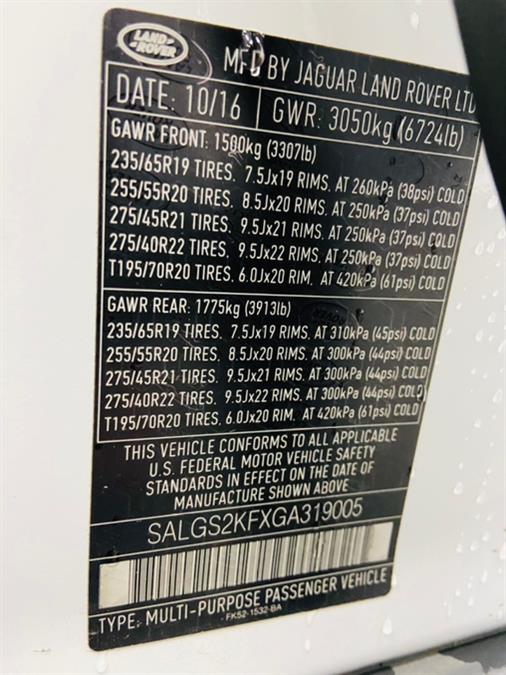 LAND ROVER
MFD BY JAGUAR LAND ROVER LTD
DATE: 10/16 GWR: 3050kg (6724lb)
GAWR FRONT: 1500kg (3307lb)
235/65R19 TIRES, 7.5Jx19 RIMS, AT 260kPa (38psi) COLD
255/55R20 TIRES, 8.5Jx20 RIMS, AT 250kPa (37psi) COLD
275/45R21 TIRES, 9.5Jx21 RIMS, AT 250kPa (37psi) COLD
275/40R22 TIRES, 9.5Jx22 RIMS, AT 250kPa (37psi) COLD
T195/70R20 TIRES, 6.0Jx20 RIM, AT 420kPa (61psi) COLD
GAWR REAR: 1775kg (3913lb)
235/65R19 TIRES, 7.5Jx19 RIMS, AT 310kPa (45psi) COLD
255/55R20 TIRES, 8.5Jx20 RIMS, AT 300kPa (44psi) COLD
275/45R21 TIRES, 9.5Jx21 RIMS, AT 300kPa (44psi) COLD
275/40R22 TIRES, 9.5Jx22 RIMS, AT 300kPa (44psi) COLD
T195/70R20 TIRES, 6.0Jx20 RIM, AT 420kPa (61psi) COLD
THIS VEHICLE CONFORMS TO ALL APPLICABLE
U.S. FEDERAL MOTOR VEHICLE SAFETY
STANDARDS IN EFFECT ON THE DATE OF
MANUFACTURE SHOWN ABOVE
SALGS2KFXGA319005
TYPE: MULTI-PURPOSE PASSENGER VEHICLE
FK52-1532-BA